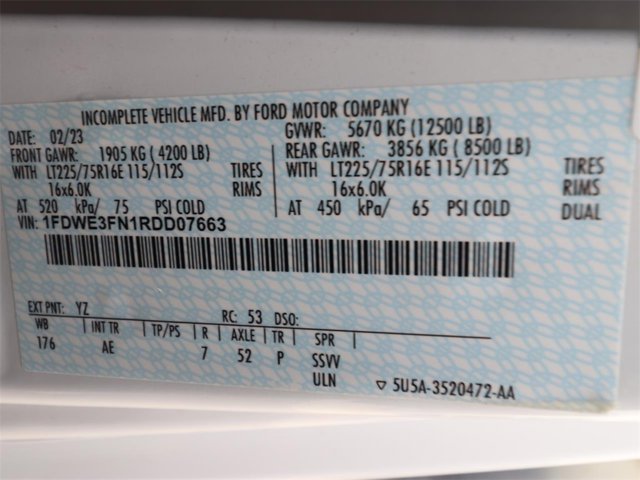 INCOMPLETE VEHICLE MFD. BY FORD MOTOR COMPANY
DATE: 02/23 GVWR: 5670 KG (12500 LB)
FRONT GAWR: 1905 KG ( 4200 LB) REAR GAWR: 3856 KG ( 8500 LB)
WITH LT225/75R16E 115/112S TIRES WITH LT225/75R16E 115/112S TIRES
16x6.0K RIMS 16x6.0K RIMS
AT 520 kPa/ 75 PSI COLD AT 450 kPa/ 65 PSI COLD DUAL
VIN: 1FDWE3FN1RDD07663
EXT PNT: YZ RC: 53 DSO:
WB INT TR TP/PS R AXLE TR SPR
176 AE 7 52 P SSVV
ULN 5U5A-3520472-AA